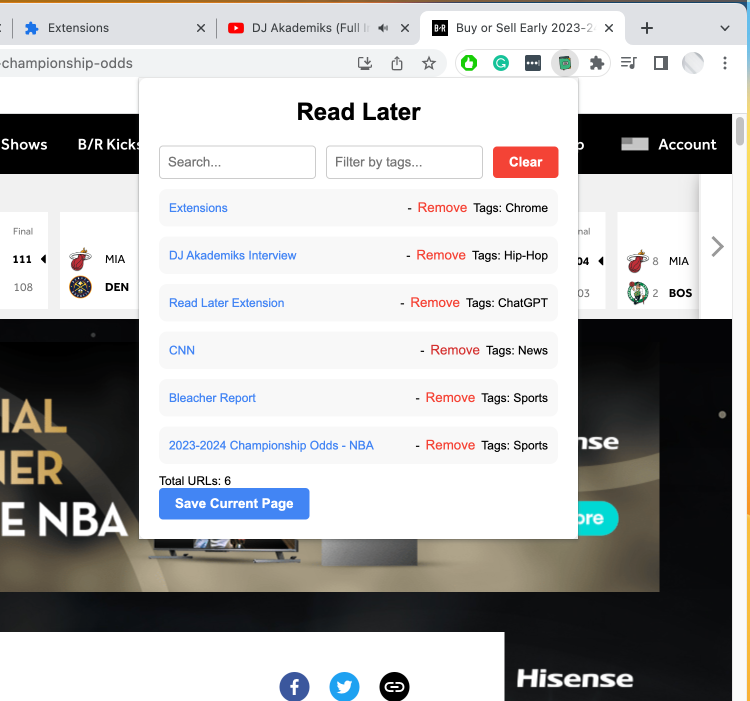 Extensions
DJ Akademiks (Full I
B/R
Buy or Sell Early 2023-2
-championship-odds
Read Later
Shows
B/R Kicks
Account
Search...
Filter by tags...
Clear
Extensions
- Remove Tags: Chrome
DJ Akademiks Interview
- Remove Tags: Hip-Hop
Read Later Extension
- Remove Tags: ChatGPT
CNN
- Remove Tags: News
Bleacher Report
- Remove Tags: Sports
2023-2024 Championship Odds - NBA
- Remove Tags: Sports
Total URLs: 6
Save Current Page
Final
111
108
MIA
DEN
nal
04
03
8 MIA
2 BOS
IAL
NER
E NBA
nse
ore
Hisense